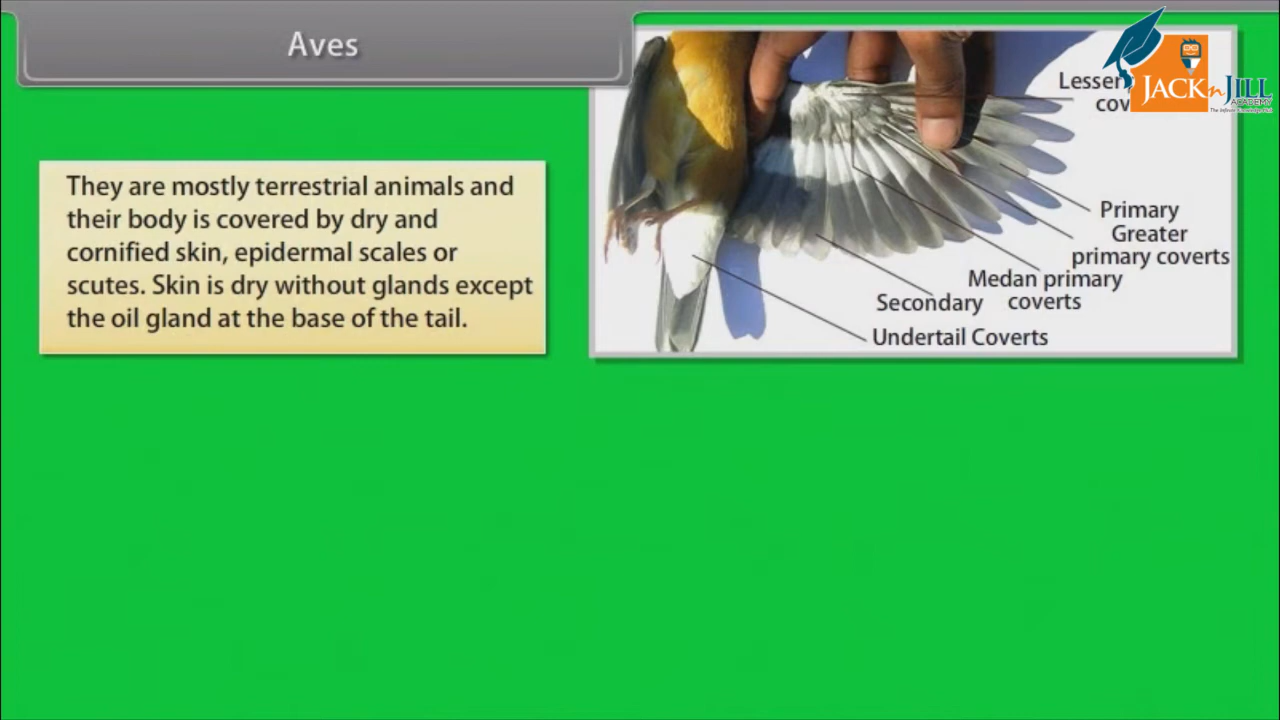 Aves
They are mostly terrestrial animals and
their body is covered by dry and
cornified skin, epidermal scales or
scutes. Skin is dry without glands except
the oil gland at the base of the tail.
Lesser
JACK n JILL
ACADEMY
Primary
Greater
primary coverts
Medan primary
coverts
Secondary
Undertail Coverts